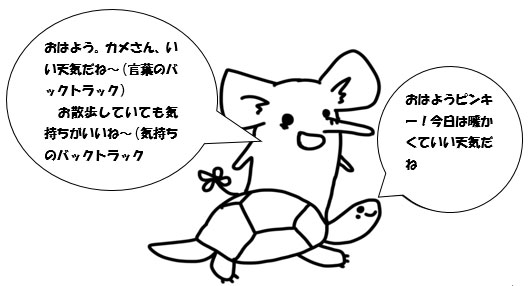 おはよう。カメさん、い
い天気だね～（言葉のバ
ックトラック）
　お散歩していても気
持ちがいいね～（気持ち
のバックトラック
おはようピンキ
ー！今日は暖か
くていい天気だ
ね